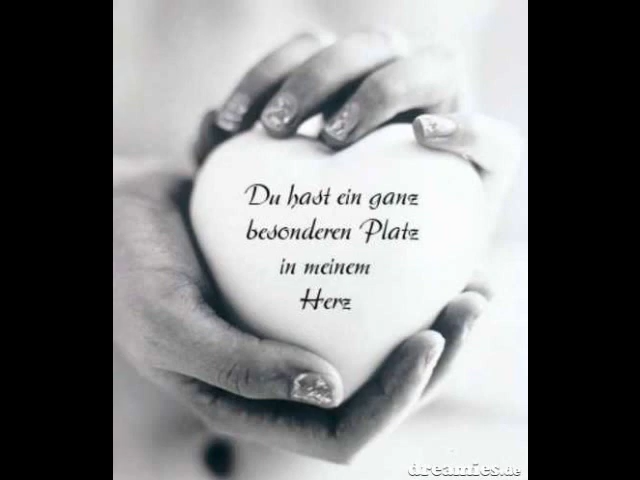 Du hast ein ganz
besonderen Platz
in meinem
Herz
dreamies.de